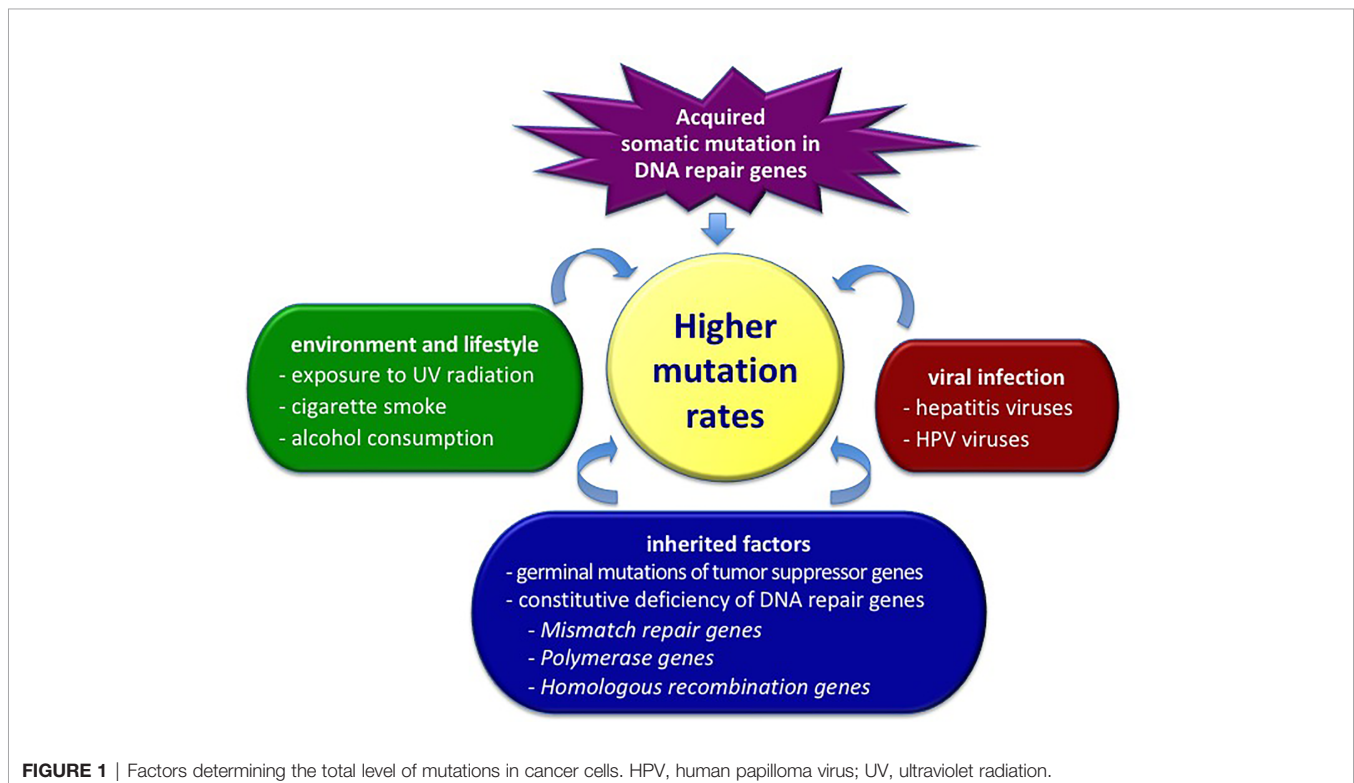 Acquired
somatic mutation in
DNA repair genes
Higher
mutation
rates
environment and lifestyle
- exposure to UV radiation
- cigarette smoke
- alcohol consumption
viral infection
- hepatitis viruses
- HPV viruses
inherited factors
- germinal mutations of tumor suppressor genes
- constitutive deficiency of DNA repair genes
- Mismatch repair genes
- Polymerase genes
- Homologous recombination genes
FIGURE 1 | Factors determining the total level of mutations in cancer cells. HPV, human papilloma virus; UV, ultraviolet radiation.